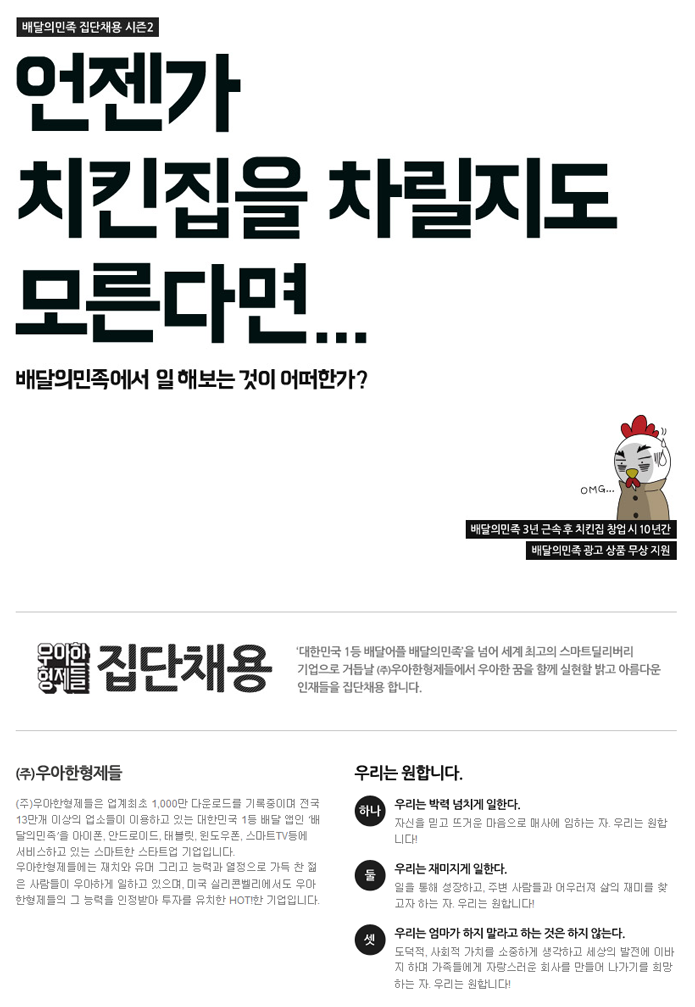 배달의민족 집단채용 시즌2
언젠가
치킨집을 차릴지도
모른다면...
배달의민족에서 일 해보는 것이 어떠한가?
OMG...
배달의민족 3년 근속 후 치킨집 창업 시 10년간
배달의민족 광고 상품 무상 지원
우아한
형제들
집단채용
‘대한민국 1등 배달어플 배달의민족’을 넘어 세계 최고의 스마트딜리버리
기업으로 거듭날 (주)우아한형제들에서 우아한 꿈을 함께 실현할 밝고 아름다운
인재들을 집단채용 합니다.
(주)우아한형제들
(주)우아한형제들은 업계최초 1,000만 다운로드를 기록중이며 전국
13만개 이상의 업소들이 이용하고 있는 대한민국 1등 배달 앱인 ‘배
달의민족’을 아이폰, 안드로이드, 태블릿, 윈도우폰, 스마트TV등에
서비스하고 있는 스마트한 스타트업 기업입니다.
우아한형제들에는 재치와 유머 그리고 능력과 열정으로 가득 찬 젊
은 사람들이 우아하게 일하고 있으며, 미국 실리콘벨리에서도 우아
한형제들의 그 능력을 인정받아 투자를 유치한 HOT!한 기업입니다.
우리는 원합니다.
하나
우리는 박력 넘치게 일한다.
자신을 믿고 뜨거운 마음으로 매사에 임하는 자. 우리는 원합
니다!
둘
우리는 재미지게 일한다.
일을 통해 성장하고, 주변 사람들과 어우러져 삶의 재미를 찾
고자 하는 자. 우리는 원합니다!
셋
우리는 엄마가 하지 말라고 하는 것은 하지 않는다.
도덕적, 사회적 가치를 소중하게 생각하고 세상의 발전에 이바
지 하며 가족들에게 자랑스러운 회사를 만들어 나가기를 희망
하는 자. 우리는 원합니다!